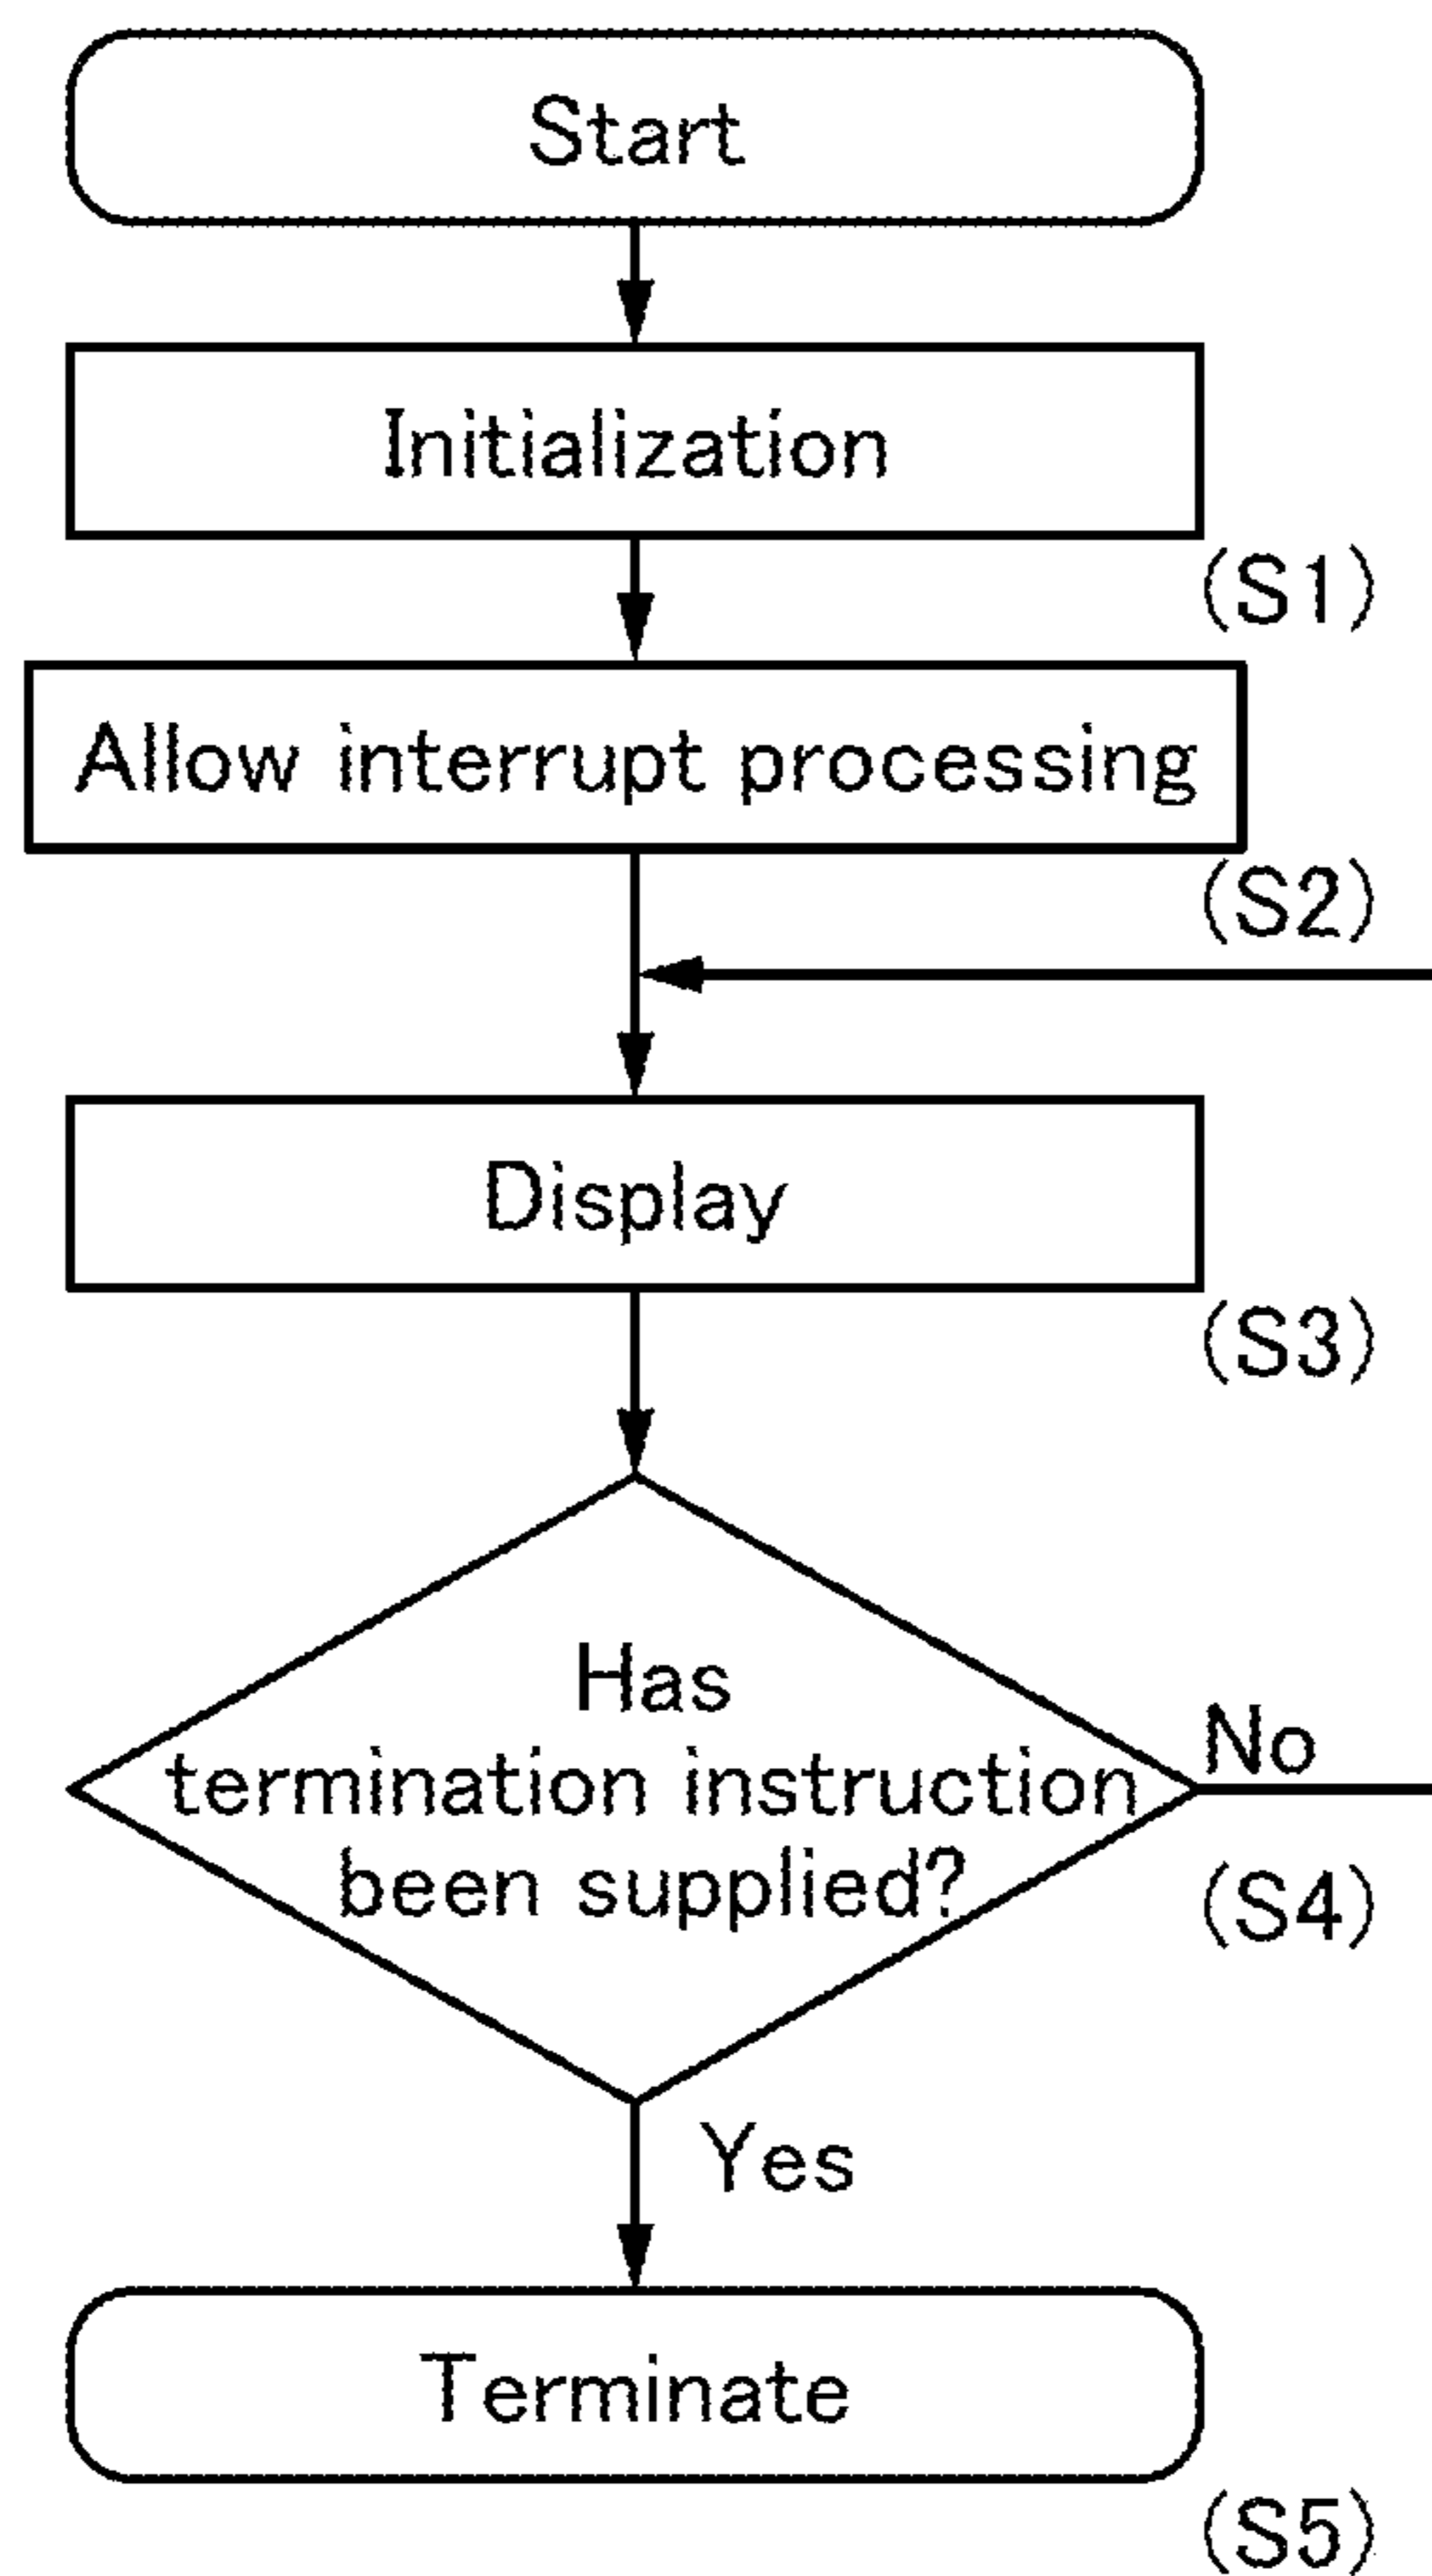 Start
Initialization
(S1)
Allow interrupt processing
(S2)
Display
(S3)
Has
termination instruction
been supplied?
No
(S4)
Yes
Terminate
(S5)